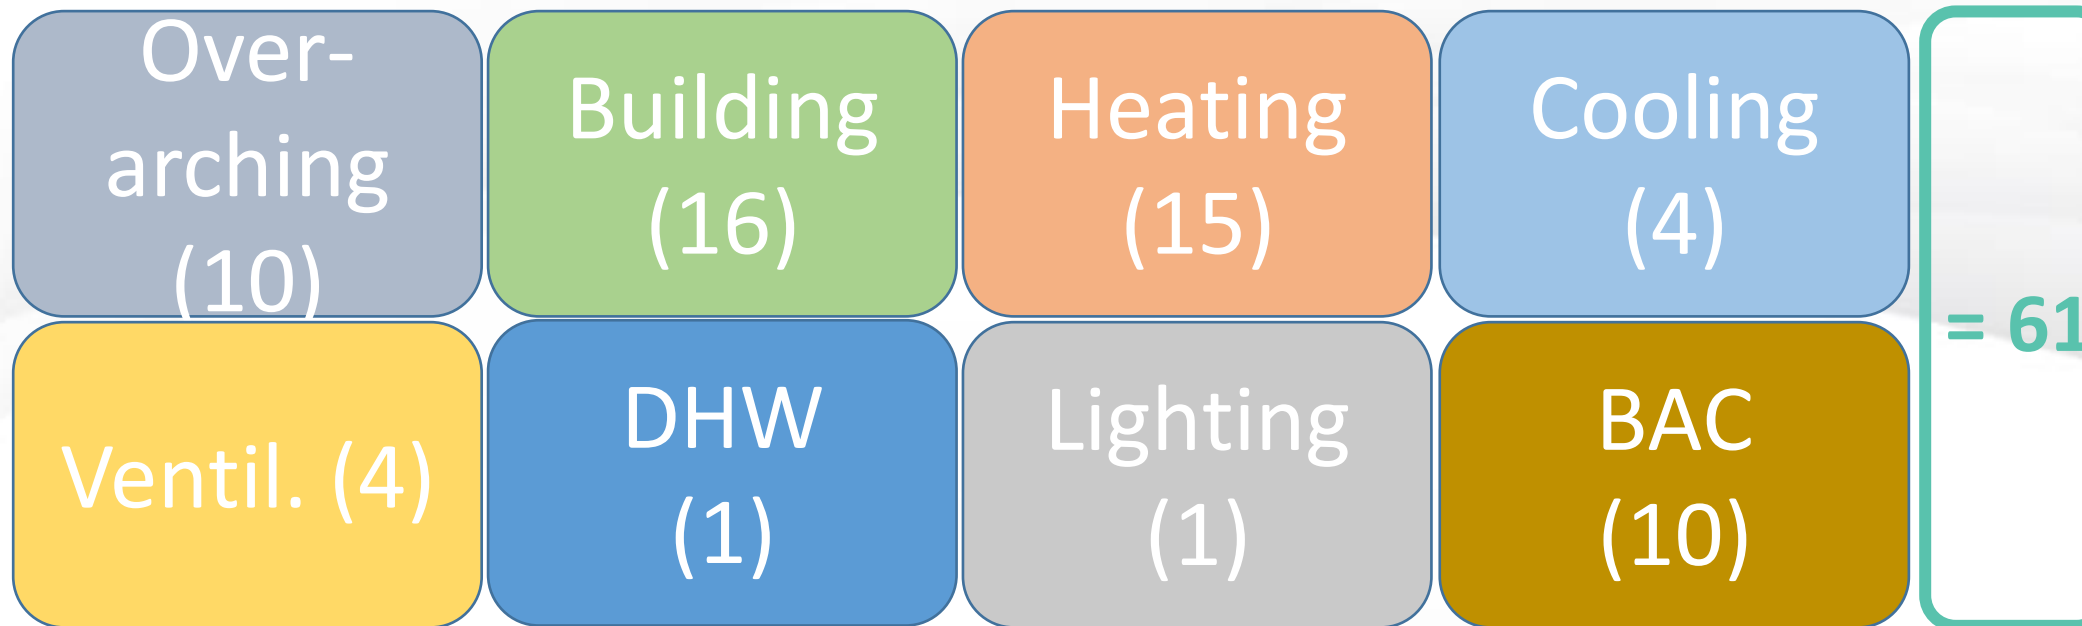 Over-
arching
(10)
Building
(16)
Heating
(15)
Cooling
(4)
Ventil. (4)
DHW
(1)
Lighting
(1)
BAC
(10)
= 61